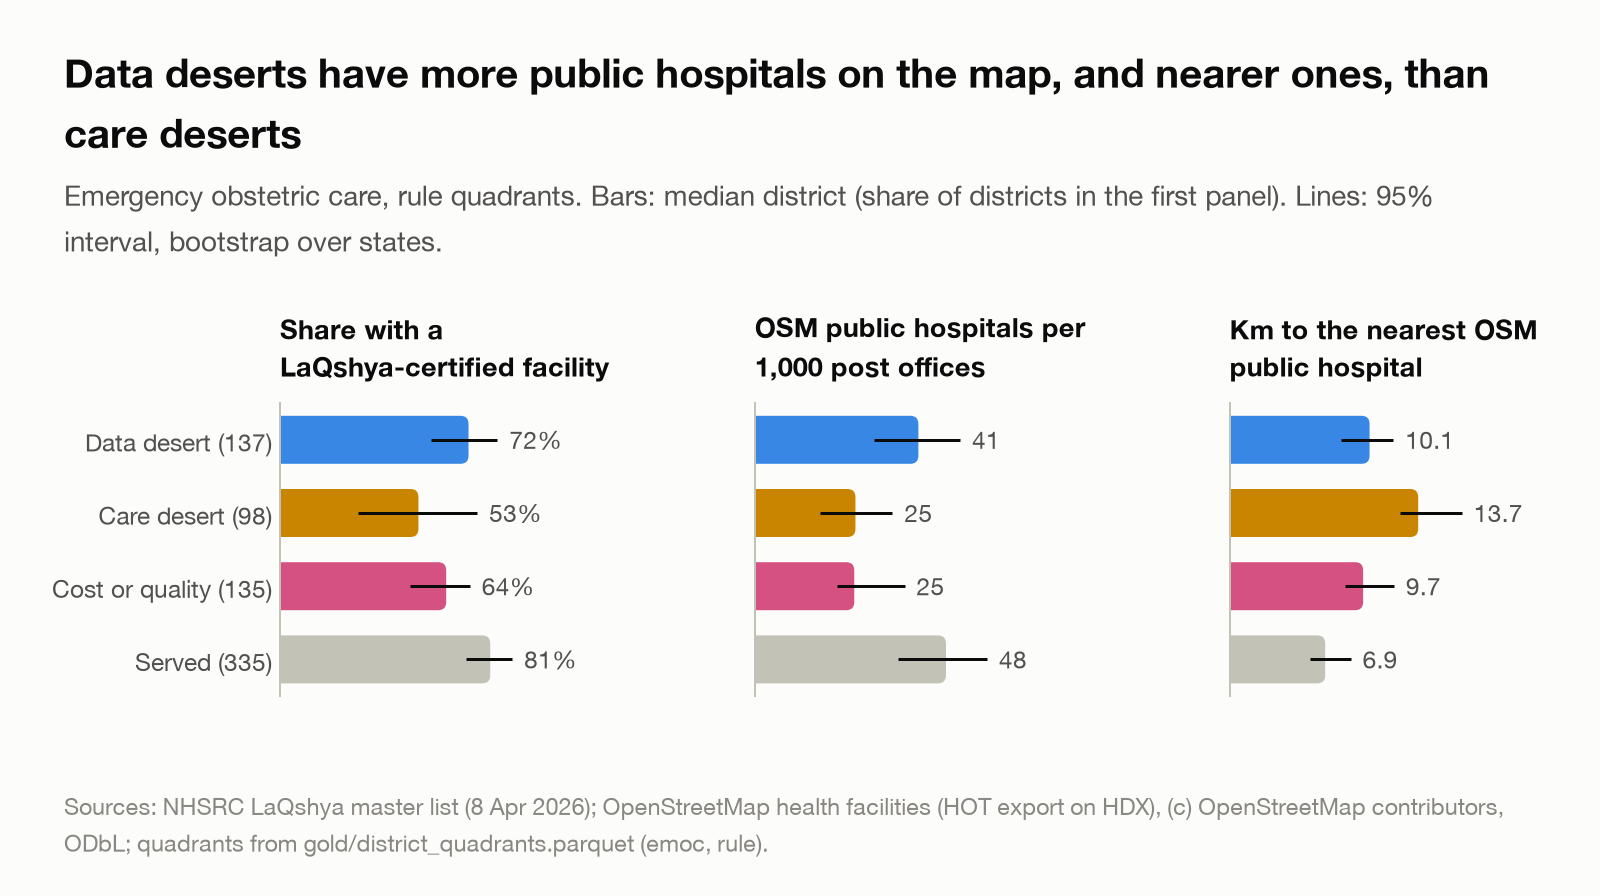 Data deserts have more public hospitals on the map, and nearer ones, than
care deserts
Emergency obstetric care, rule quadrants. Bars: median district (share of districts in the first panel). Lines: 95%
interval, bootstrap over states.
Share with a
LaQshya-certified facility
Data desert (137)
72%
Care desert (98)
53%
Cost or quality (135)
64%
Served (335)
81%
OSM public hospitals per
1,000 post offices
41
25
25
48
Km to the nearest OSM
public hospital
10.1
13.7
9.7
6.9
Sources: NHSRC LaQshya master list (8 Apr 2026); OpenStreetMap health facilities (HOT export on HDX), (c) OpenStreetMap contributors,
ODbL; quadrants from gold/district_quadrants.parquet (emoc, rule).